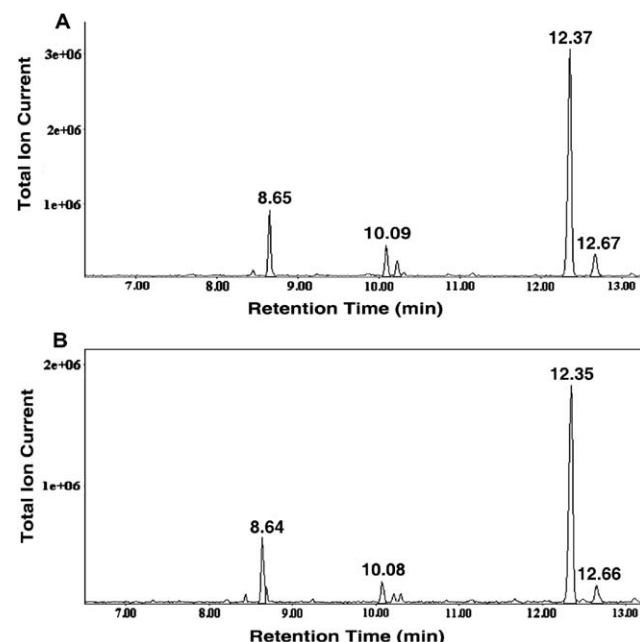 A
12.37
3e+06
Total Ion Current
2e+06
1e+06
8.65
10.09
12.67
7.00 8.00 9.00 10.00 11.00 12.00 13.00
Retention Time (min)
B
2e+06
12.35
Total Ion Current
1e+06
8.64
10.08
12.66
7.00 8.00 9.00 10.00 11.00 12.00 13.00
Retention Time (min)